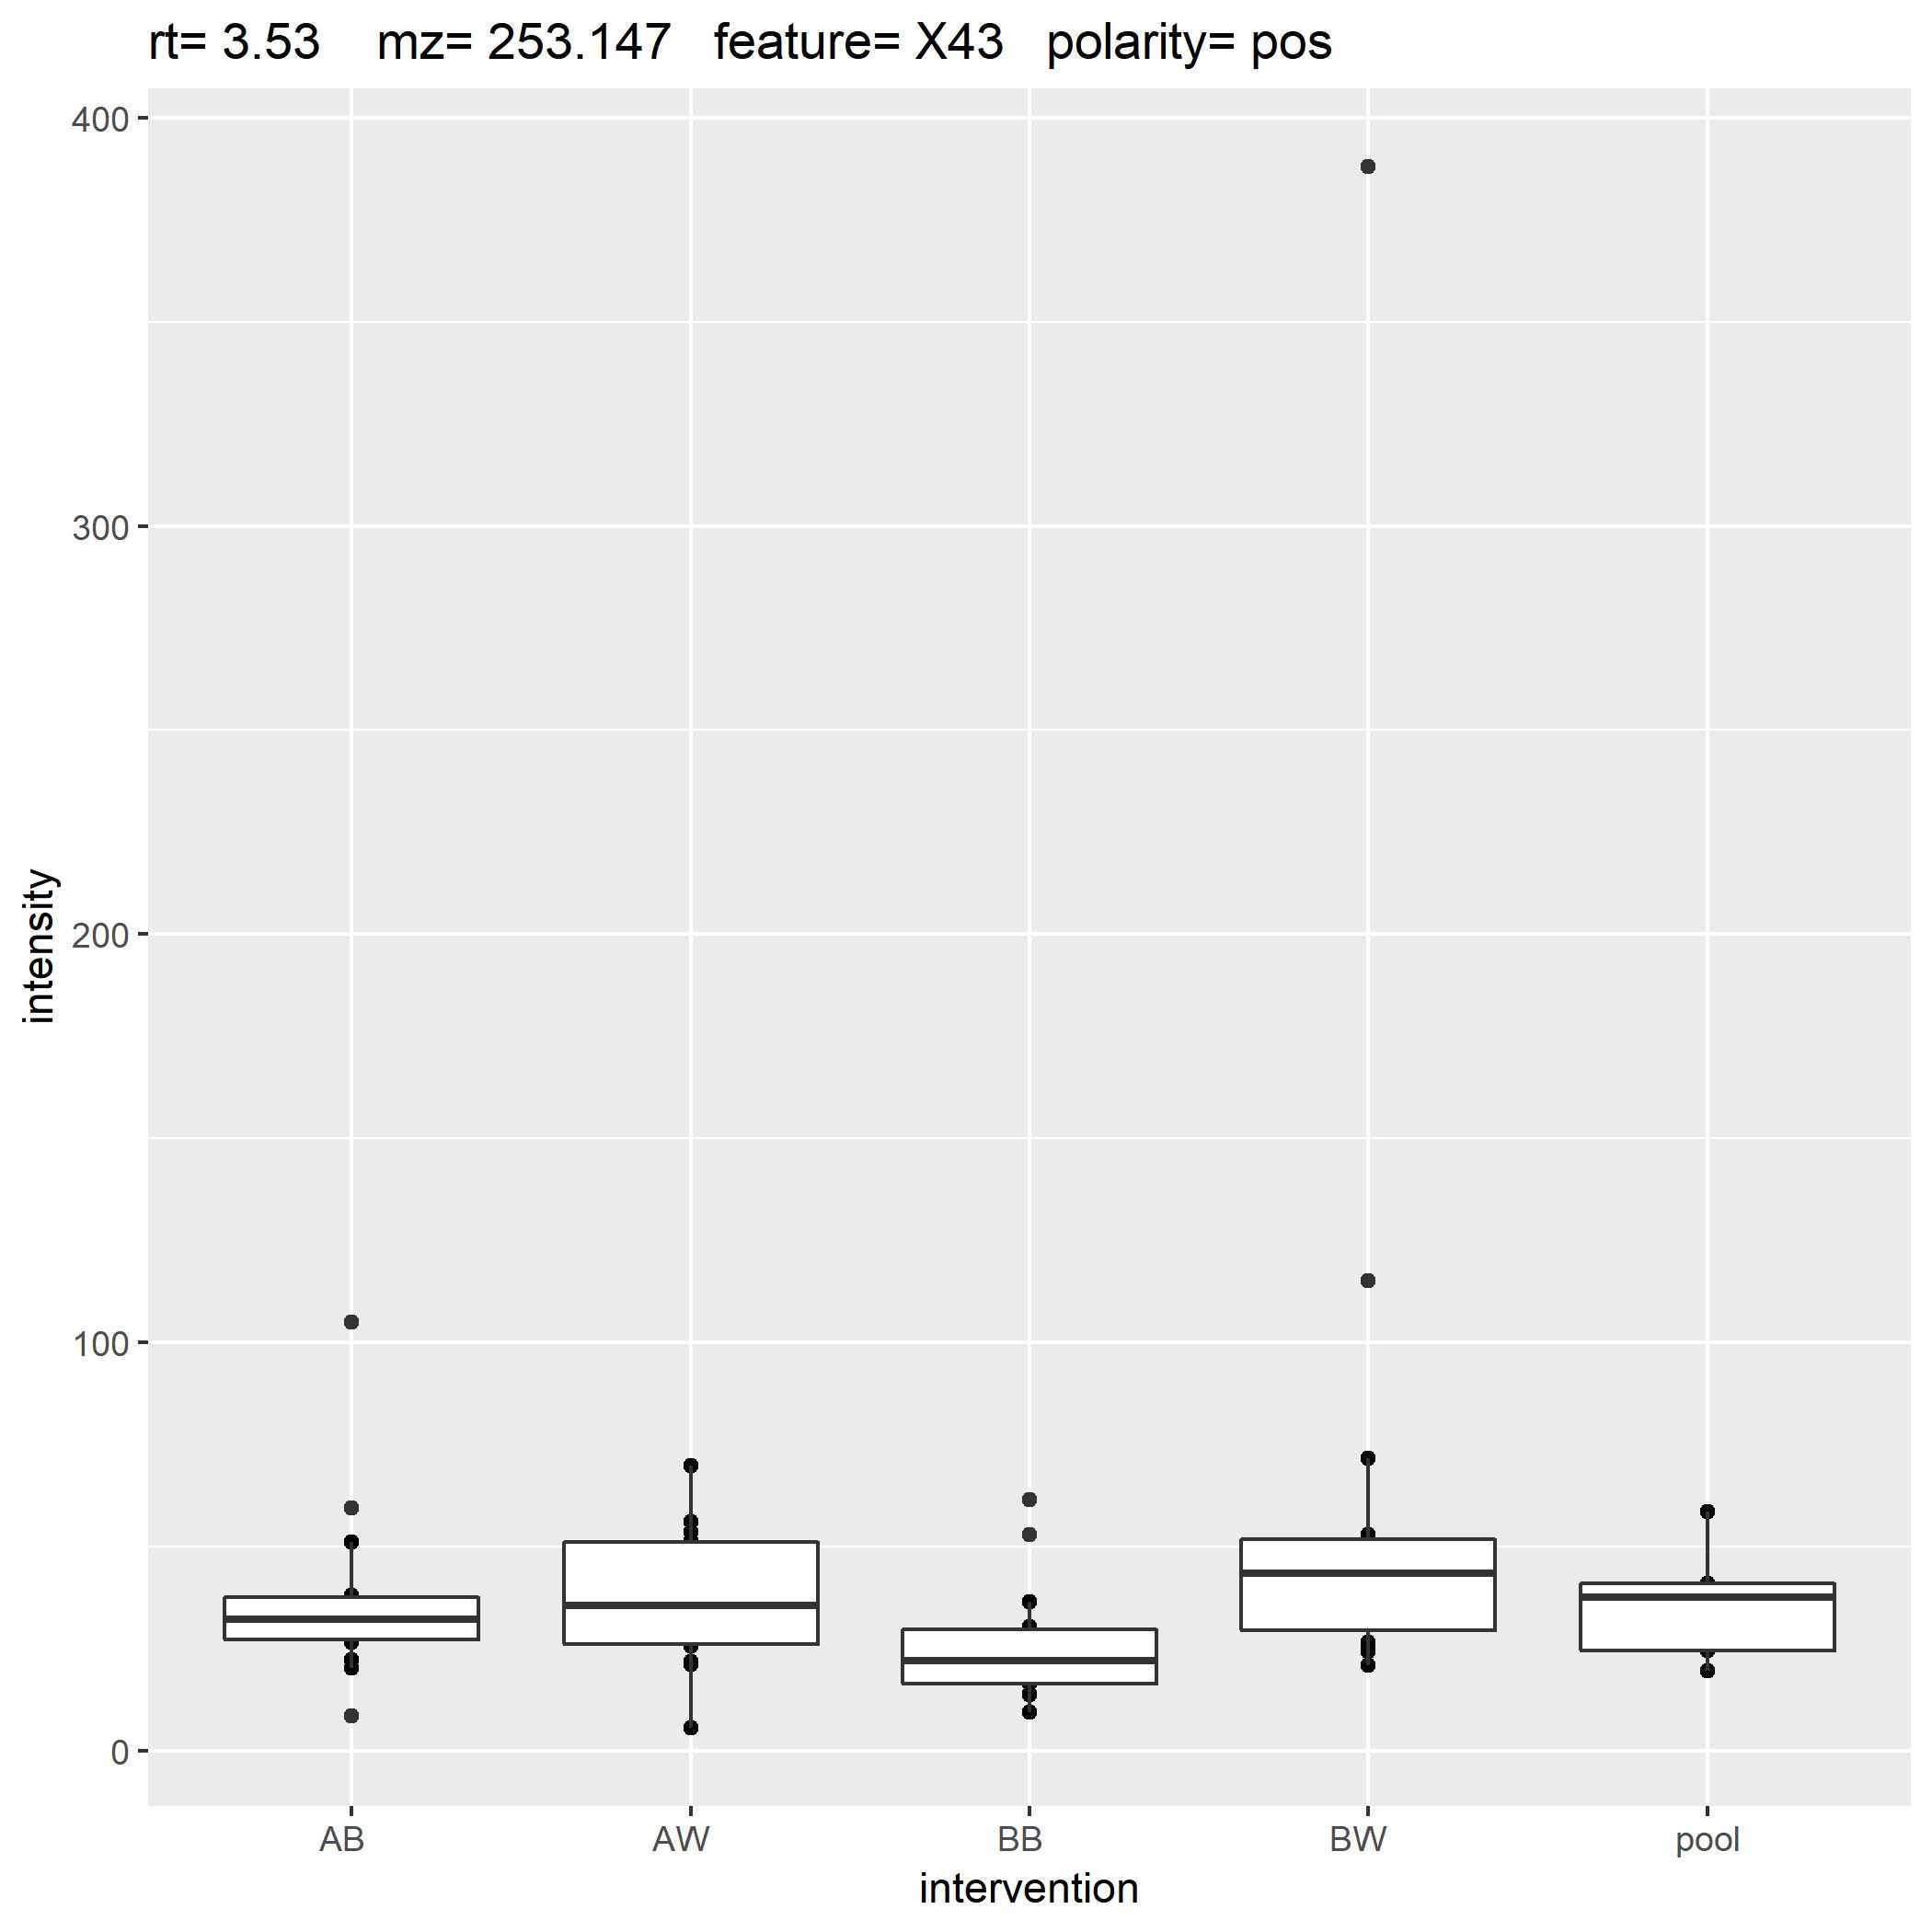 rt= 3.53    mz= 253.147   feature= X43   polarity= pos
intensity
400
300
200
100
0
AB AW BB BW pool
intervention